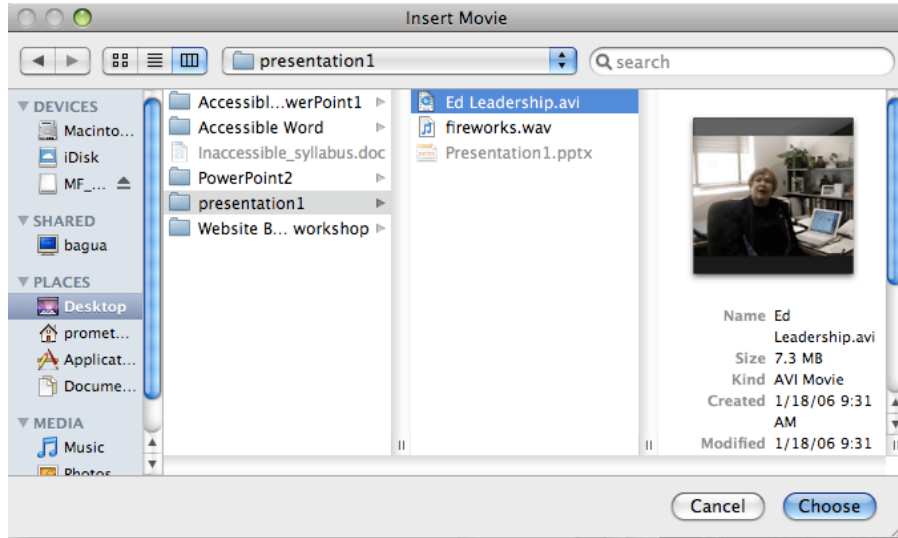 Insert Movie
presentation1
search
DEVICES
Macinto...
iDisk
MF_...
SHARED
bagua
PLACES
Desktop
promet...
Applicat...
Docume...
MEDIA
Music
Photos
Accessibl...werPoint1
Accessible Word
Inaccessible_syllabus.doc
PowerPoint2
presentation1
Website B... workshop
Ed Leadership.avi
fireworks.wav
Presentation1.pptx
Name Ed
Leadership.avi
Size 7.3 MB
Kind AVI Movie
Created 1/18/06 9:31
AM
Modified 1/18/06 9:31
Cancel
Choose